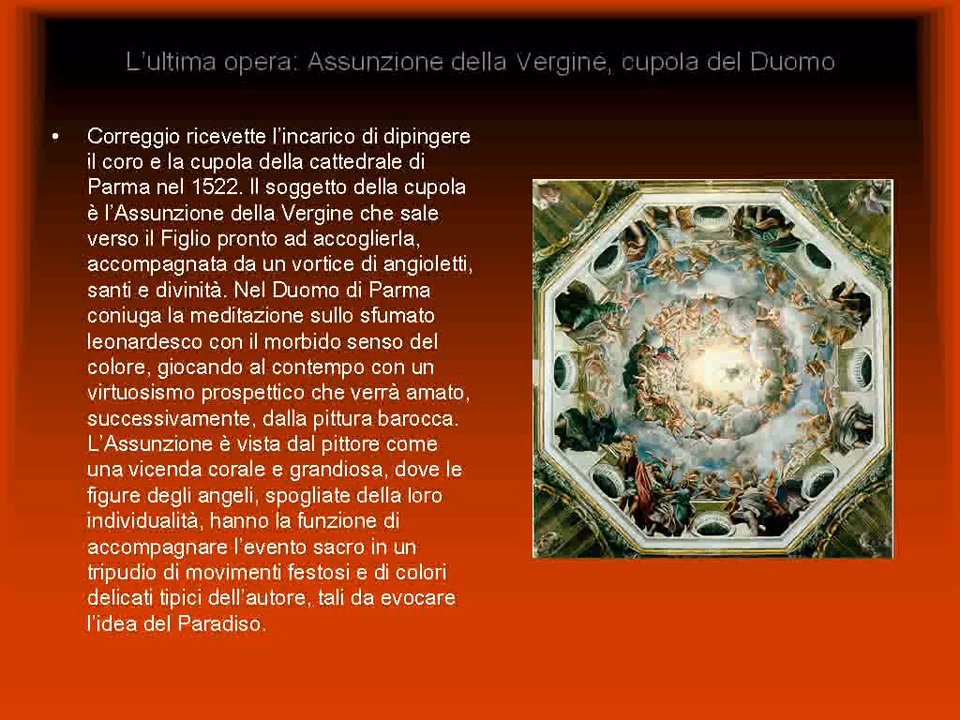 L'ultima opera: Assunzione della Vergine, cupola del Duomo
• Correggio ricevette l'incarico di dipingere
il coro e la cupola della cattedrale di
Parma nel 1522. Il soggetto della cupola
è l'Assunzione della Vergine che sale
verso il Figlio pronto ad accoglierla,
accompagnata da un vortice di angioletti,
santi e divinità. Nel Duomo di Parma
coniuga la meditazione sullo sfumato
leonardesco con il morbido senso del
colore, giocando al contempo con un
virtuosismo prospettico che verrà amato,
successivamente, dalla pittura barocca.
L'Assunzione è vista dal pittore come
una vicenda corale e grandiosa, dove le
figure degli angeli, spogliate della loro
individualità, hanno la funzione di
accompagnare l'evento sacro in un
tripudio di movimenti festosi e di colori
delicati tipici dell'autore, tali da evocare
l'idea del Paradiso.